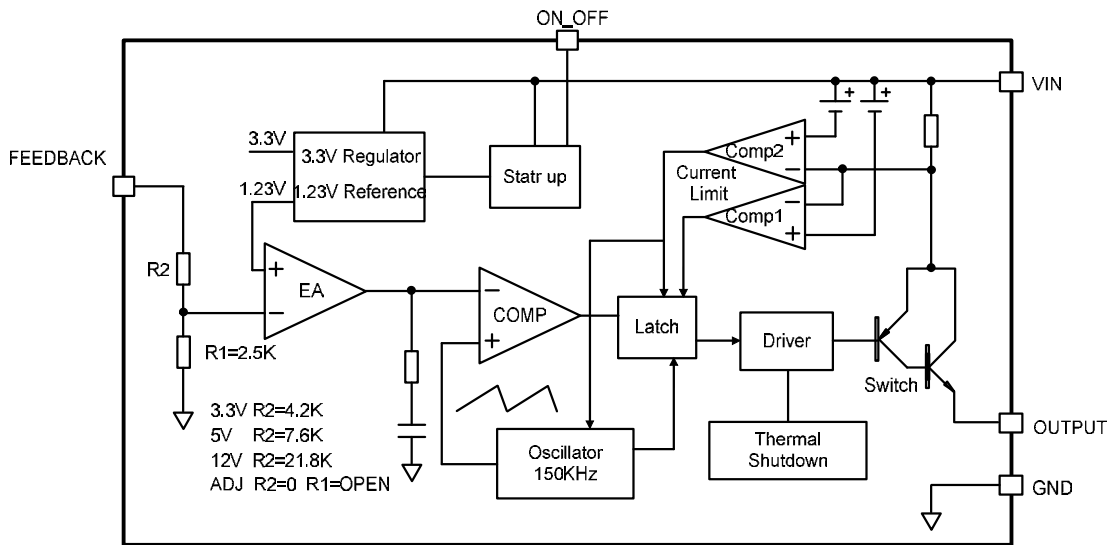 ON_OFF
VIN
FEEDBACK
3.3V
3.3V Regulator
1.23V
1.23V Reference
Statr up
+
+
+
Comp2
−
Current
Limit
−
Comp1
+
R2
+
EA
−
−
COMP
+
Latch
Driver
Switch
R1=2.5K
3.3V R2=4.2K
5V R2=7.6K
12V R2=21.8K
ADJ R2=0 R1=OPEN
Oscillator
150KHz
Thermal
Shutdown
OUTPUT
GND